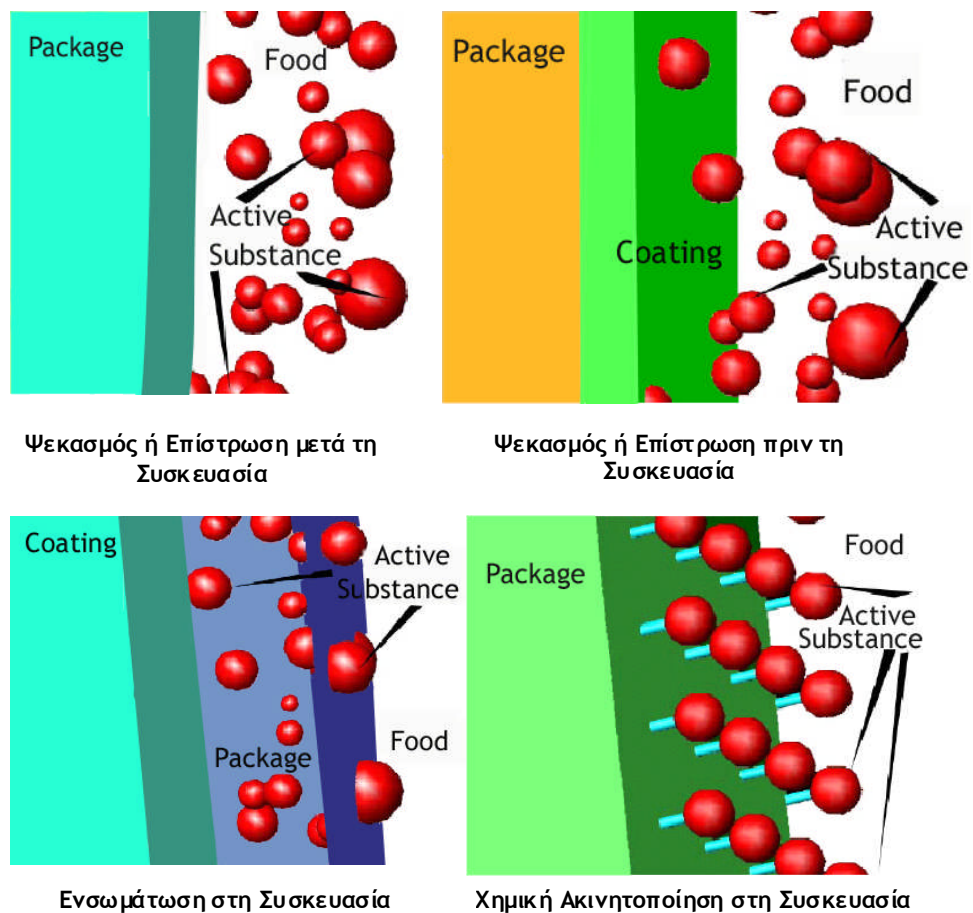 Package
Food
Active
Substance
Ψεκασμός ή Επίστρωση μετά τη
Συσκευασία
Package
Food
Coating
Active
Substance
Ψεκασμός ή Επίστρωση πριν τη
Συσκευασία
Coating
Active
Substance
Package
Food
Ενσωμάτωση στη Συσκευασία
Package
Food
Active
Substance
Χημική Ακινητοποίηση στη Συσκευασία